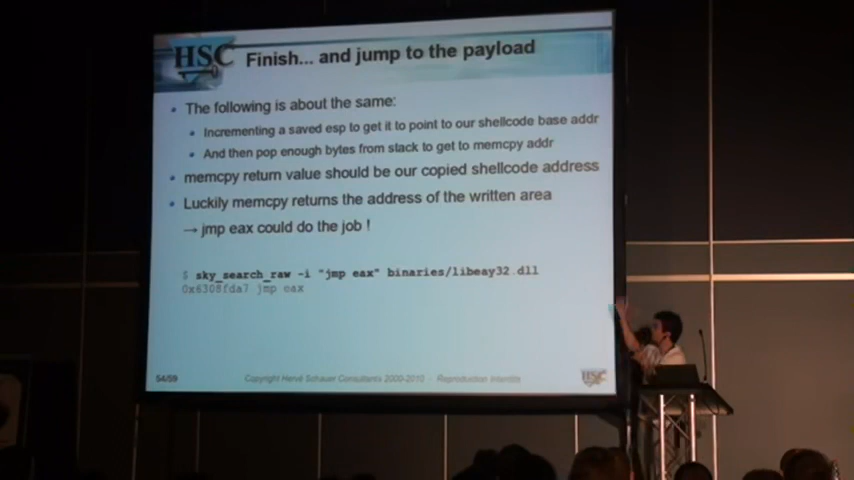 HSC
Finish... and jump to the payload
The following is about the same:
Incrementing a saved esp to get it to point to our shellcode base addr
And then pop enough bytes from stack to get to memcpy addr
memcpy return value should be our copied shellcode address
Luckily memcpy returns the address of the written area
→ jmp eax could do the job !
$ sky_search_raw -i "jmp eax" binaries/libeay32.dll
0x6308fda7 jmp eax
54/59
Copyright Hervé Schauer Consultants 2000-2010 - Reproduction Interdite
HSC